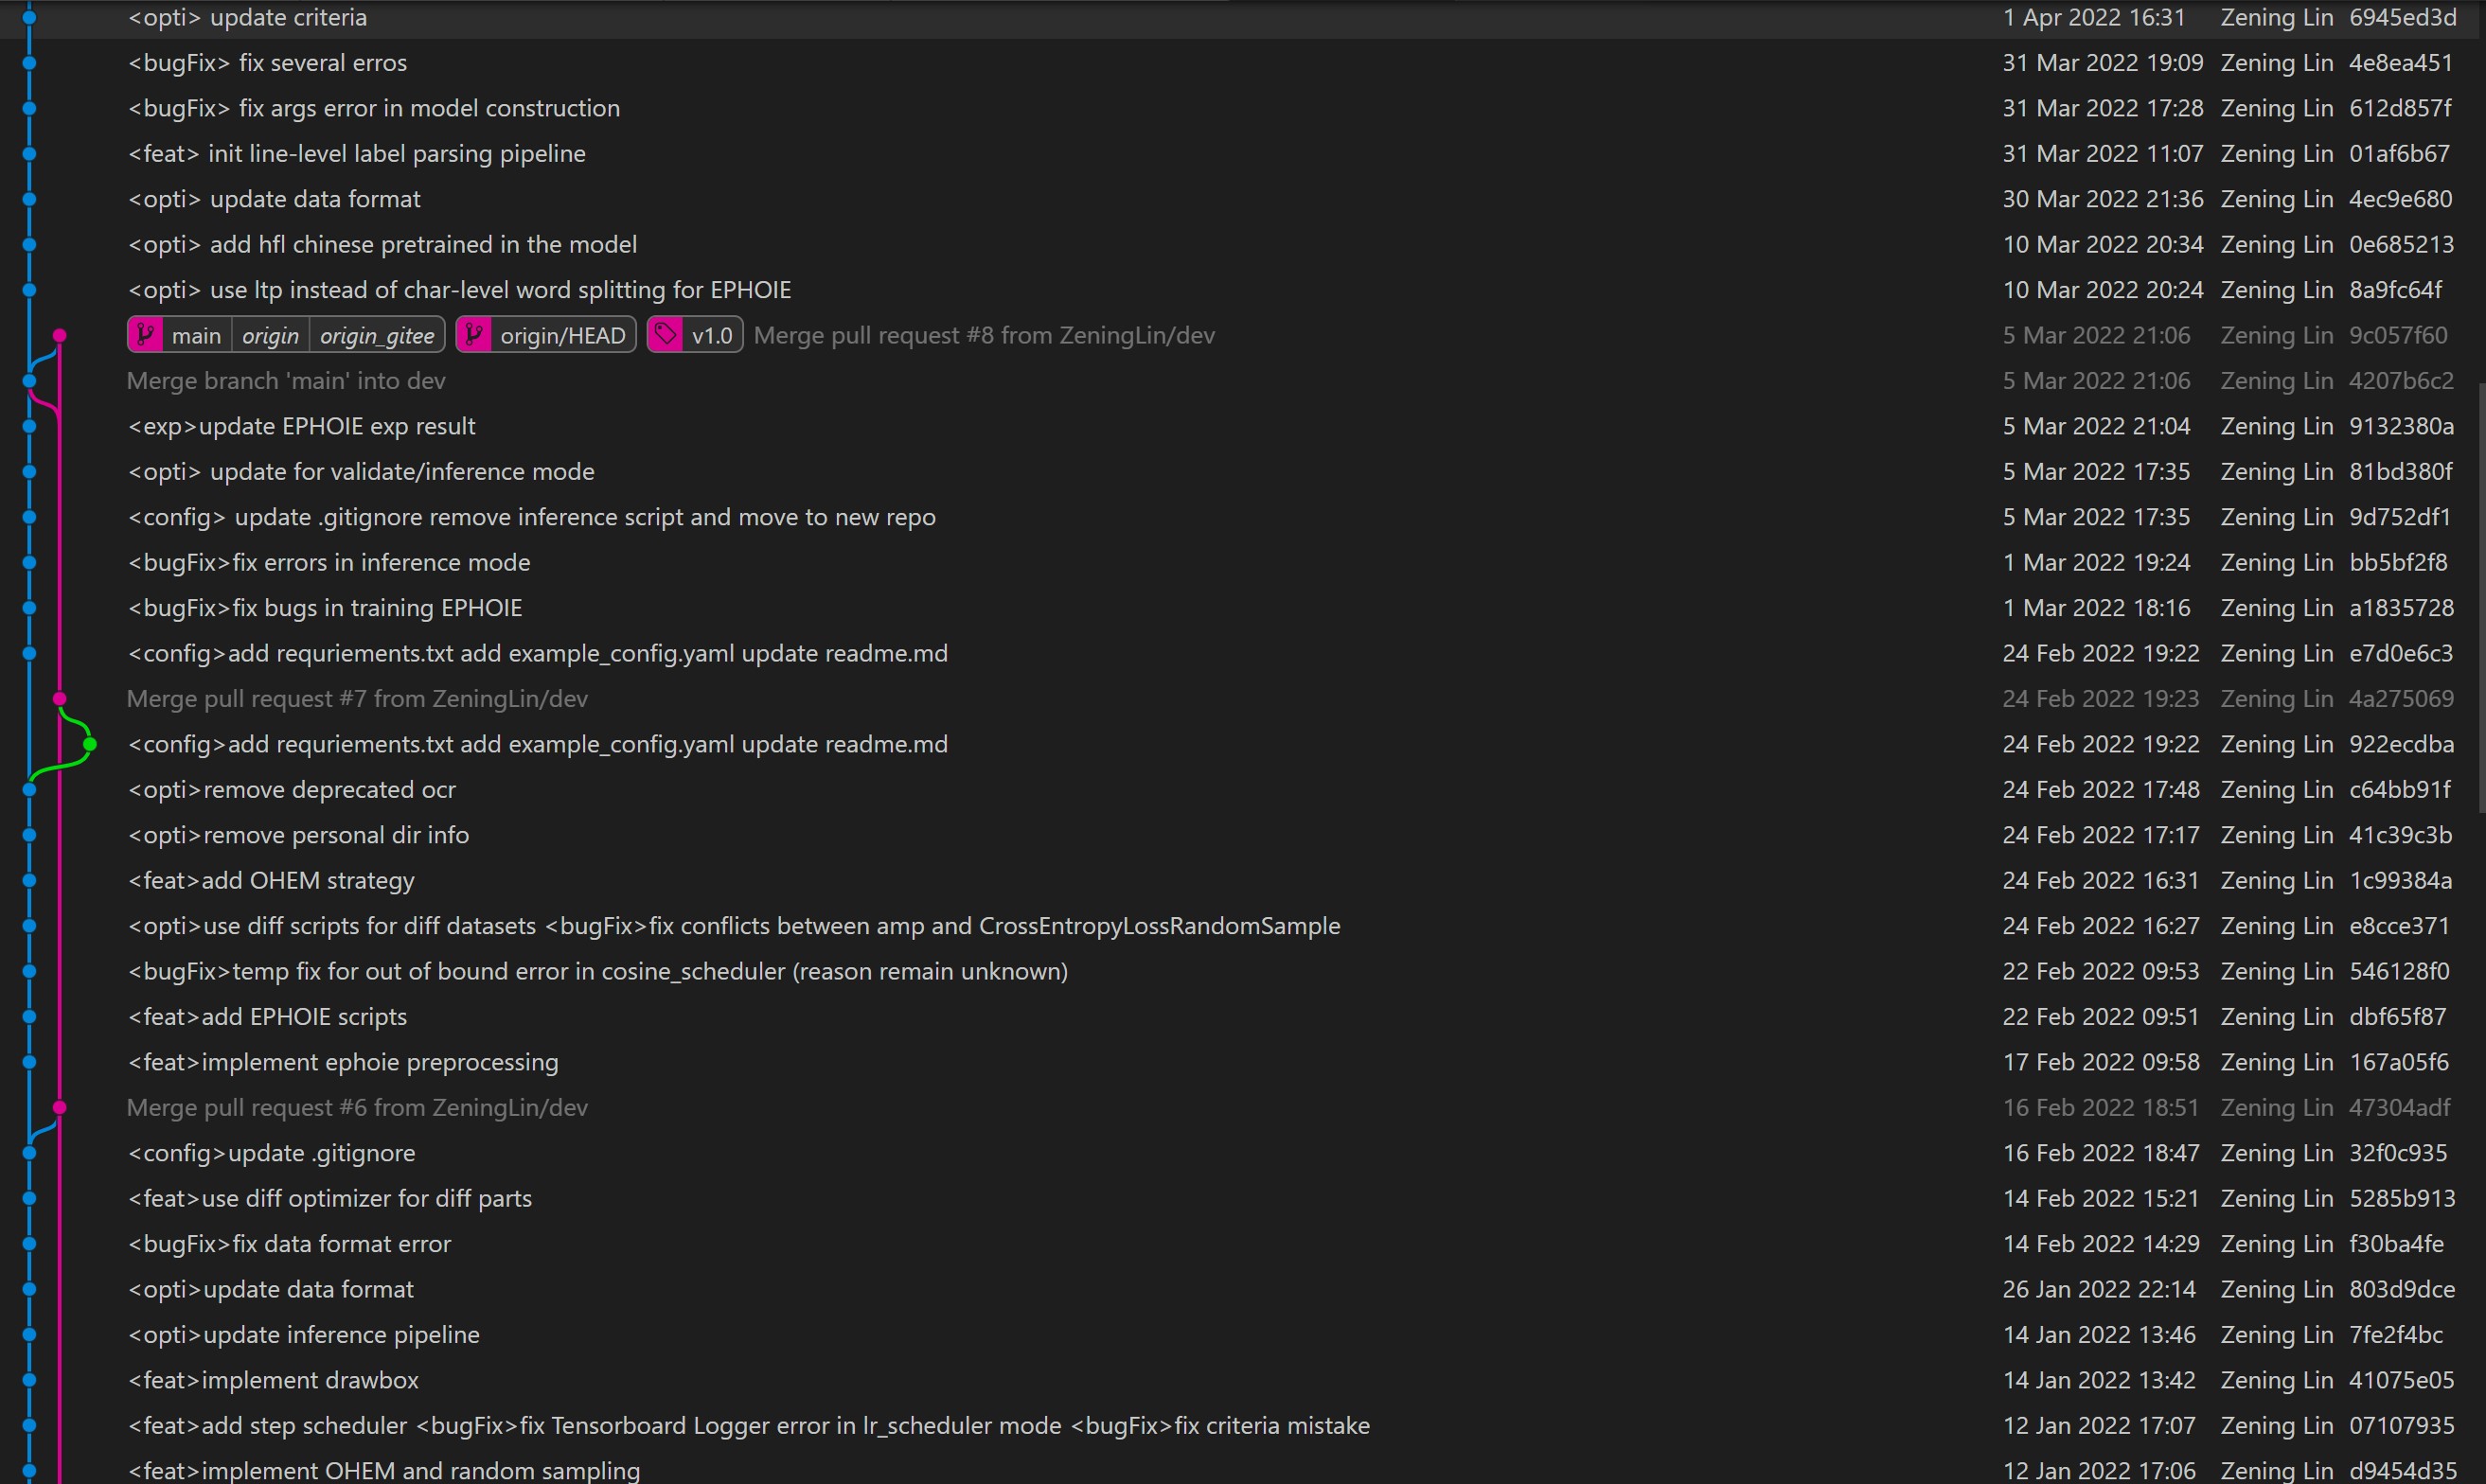 <opti> update criteria 1 Apr 2022 16:31 Zening Lin 6945ed3d
<bugFix> fix several erros 31 Mar 2022 19:09 Zening Lin 4e8ea451
<bugFix> fix args error in model construction 31 Mar 2022 17:28 Zening Lin 612d857f
<feat> init line-level label parsing pipeline 31 Mar 2022 11:07 Zening Lin 01af6b67
<opti> update data format 30 Mar 2022 21:36 Zening Lin 4ec9e680
<opti> add hfl chinese pretrained in the model 10 Mar 2022 20:34 Zening Lin 0e685213
<opti> use ltp instead of char-level word splitting for EPHOIE 10 Mar 2022 20:24 Zening Lin 8a9fc64f
main origin origin_gitee origin/HEAD v1.0 Merge pull request #8 from ZeningLin/dev 5 Mar 2022 21:06 Zening Lin 9c057f60
Merge branch 'main' into dev 5 Mar 2022 21:06 Zening Lin 4207b6c2
<exp>update EPHOIE exp result 5 Mar 2022 21:04 Zening Lin 9132380a
<opti> update for validate/inference mode 5 Mar 2022 17:35 Zening Lin 81bd380f
<config> update .gitignore remove inference script and move to new repo 5 Mar 2022 17:35 Zening Lin 9d752df1
<bugFix>fix errors in inference mode 1 Mar 2022 19:24 Zening Lin bb5bf2f8
<bugFix>fix bugs in training EPHOIE 1 Mar 2022 18:16 Zening Lin a1835728
<config>add requriements.txt add example_config.yaml update readme.md 24 Feb 2022 19:22 Zening Lin e7d0e6c3
Merge pull request #7 from ZeningLin/dev 24 Feb 2022 19:23 Zening Lin 4a275069
<config>add requriements.txt add example_config.yaml update readme.md 24 Feb 2022 19:22 Zening Lin 922ecdba
<opti>remove deprecated ocr 24 Feb 2022 17:48 Zening Lin c64bb91f
<opti>remove personal dir info 24 Feb 2022 17:17 Zening Lin 41c39c3b
<feat>add OHEM strategy 24 Feb 2022 16:31 Zening Lin 1c99384a
<opti>use diff scripts for diff datasets <bugFix>fix conflicts between amp and CrossEntropyLossRandomSample 24 Feb 2022 16:27 Zening Lin e8cce371
<bugFix>temp fix for out of bound error in cosine_scheduler (reason remain unknown) 22 Feb 2022 09:53 Zening Lin 546128f0
<feat>add EPHOIE scripts 22 Feb 2022 09:51 Zening Lin dbf65f87
<feat>implement ephoie preprocessing 17 Feb 2022 09:58 Zening Lin 167a05f6
Merge pull request #6 from ZeningLin/dev 16 Feb 2022 18:51 Zening Lin 47304adf
<config>update .gitignore 16 Feb 2022 18:47 Zening Lin 32f0c935
<feat>use diff optimizer for diff parts 14 Feb 2022 15:21 Zening Lin 5285b913
<bugFix>fix data format error 14 Feb 2022 14:29 Zening Lin f30ba4fe
<opti>update data format 26 Jan 2022 22:14 Zening Lin 803d9dce
<opti>update inference pipeline 14 Jan 2022 13:46 Zening Lin 7fe2f4bc
<feat>implement drawbox 14 Jan 2022 13:42 Zening Lin 41075e05
<feat>add step scheduler <bugFix>fix Tensorboard Logger error in lr_scheduler mode <bugFix>fix criteria mistake 12 Jan 2022 17:07 Zening Lin 07107935
<feat>implement OHEM and random sampling 12 Jan 2022 17:06 Zening Lin d9454d35